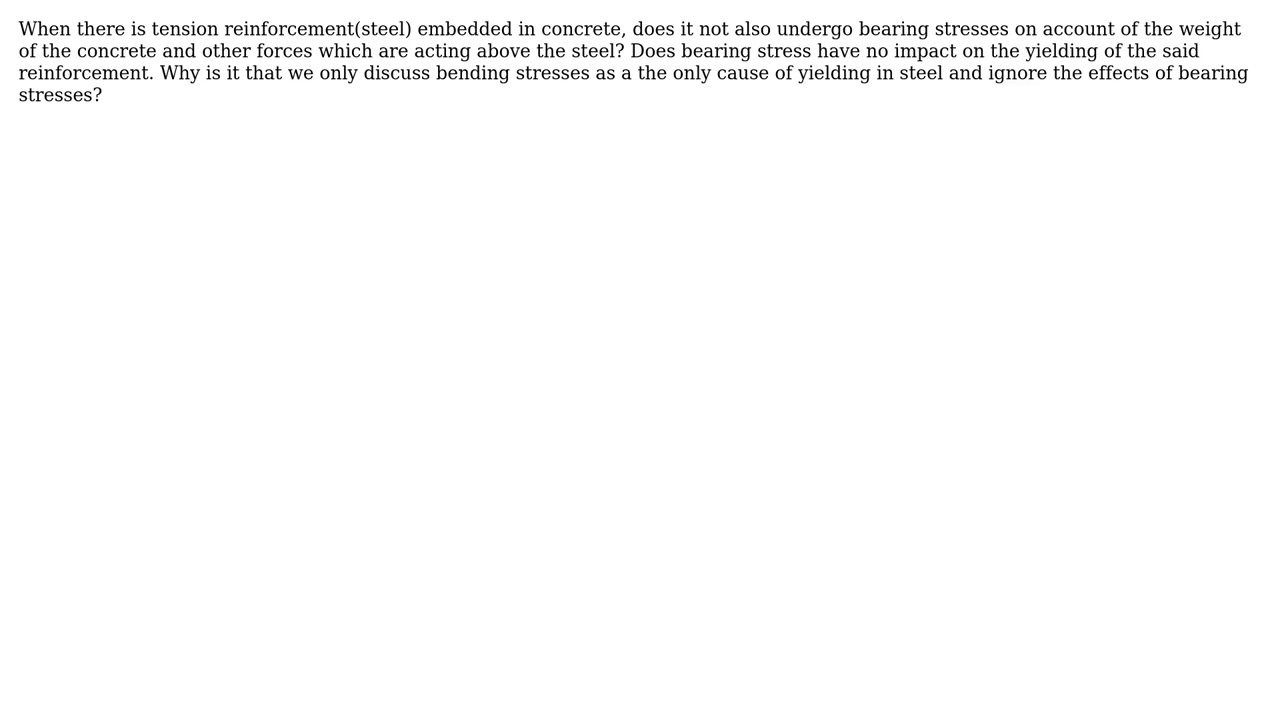 When there is tension reinforcement(steel) embedded in concrete, does it not also undergo bearing stresses on account of the weight
of the concrete and other forces which are acting above the steel? Does bearing stress have no impact on the yielding of the said
reinforcement. Why is it that we only discuss bending stresses as a the only cause of yielding in steel and ignore the effects of bearing
stresses?